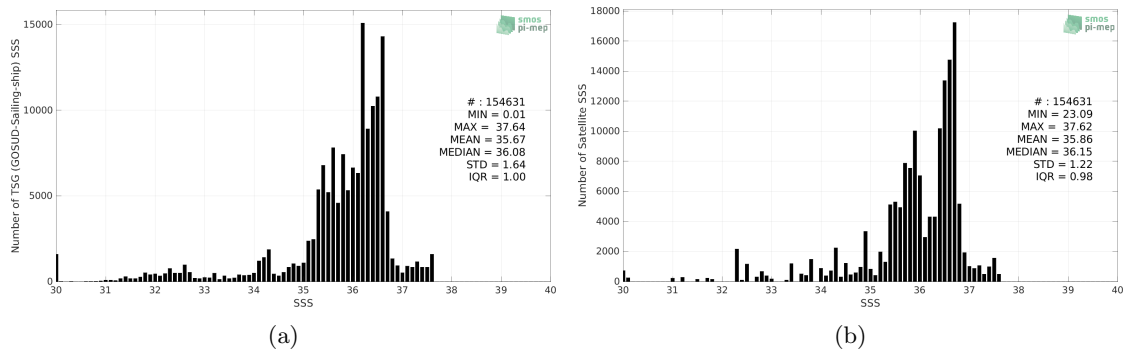 15000
10000
5000
0
Number of TSG (GOSUD-Sailing-ship) SSS
30 31 32 33 34 35 36 37 38 39 40
SSS
smos
pi-mep
# : 154631
MIN = 0.01
MAX = 37.64
MEAN = 35.67
MEDIAN = 36.08
STD = 1.64
IQR = 1.00
(a)
18000
16000
14000
12000
10000
8000
6000
4000
2000
0
Number of Satellite SSS
30 31 32 33 34 35 36 37 38 39 40
SSS
smos
pi-mep
# : 154631
MIN = 23.09
MAX = 37.62
MEAN = 35.86
MEDIAN = 36.15
STD = 1.22
IQR = 0.98
(b)